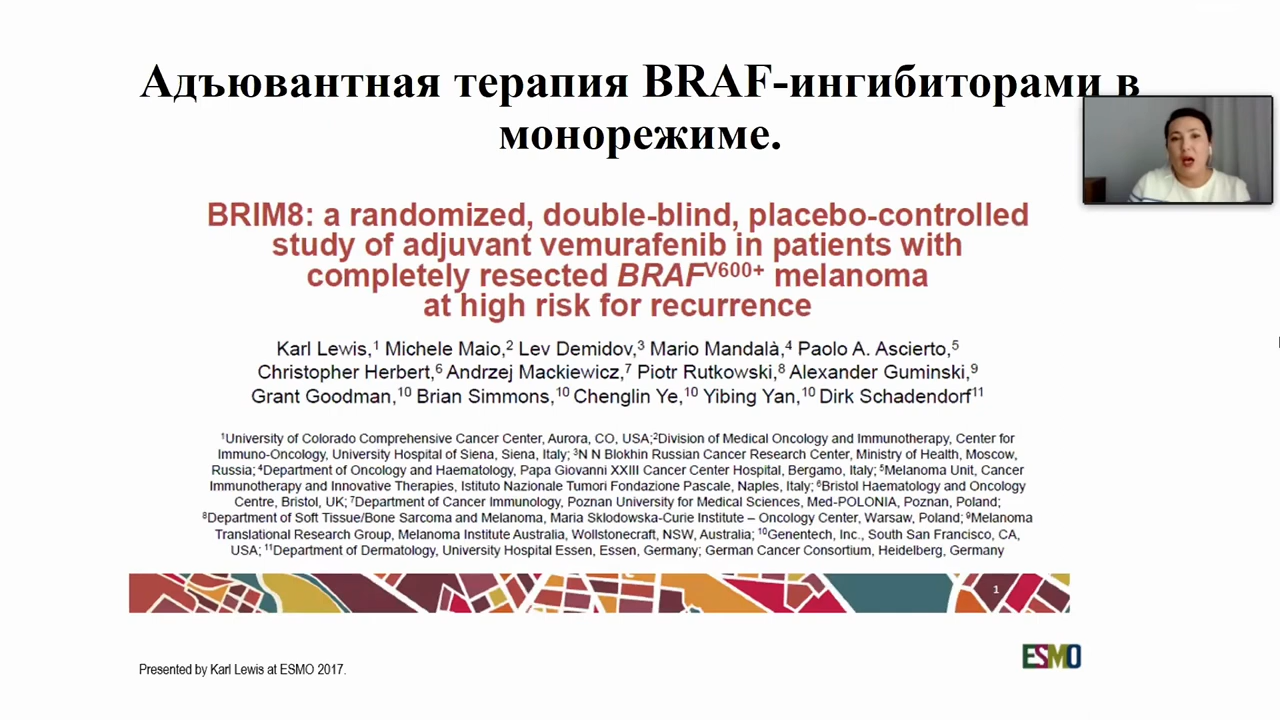 Адъювантная терапия BRAF-ингибиторами в
монорежиме.
BRIM8: a randomized, double-blind, placebo-controlled
study of adjuvant vemurafenib in patients with
completely resected BRAFV600+ melanoma
at high risk for recurrence
Karl Lewis,1 Michele Maio,2 Lev Demidov,3 Mario Mandalà,4 Paolo A. Ascierto,5
Christopher Herbert,6 Andrzej Mackiewicz,7 Piotr Rutkowski,8 Alexander Guminski,9
Grant Goodman,10 Brian Simmons,10 Chenglin Ye,10 Yibing Yan,10 Dirk Schadendorf11
1University of Colorado Comprehensive Cancer Center, Aurora, CO, USA;2Division of Medical Oncology and Immunotherapy, Center for
Immuno-Oncology, University Hospital of Siena, Siena, Italy; 3N N Blokhin Russian Cancer Research Center, Ministry of Health, Moscow,
Russia; 4Department of Oncology and Haematology, Papa Giovanni XXIII Cancer Center Hospital, Bergamo, Italy; 5Melanoma Unit, Cancer
Immunotherapy and Innovative Therapies, Istituto Nazionale Tumori Fondazione Pascale, Naples, Italy; 6Bristol Haematology and Oncology
Centre, Bristol, UK; 7Department of Cancer Immunology, Poznan University for Medical Sciences, Med-POLONIA, Poznan, Poland;
8Department of Soft Tissue/Bone Sarcoma and Melanoma, Maria Sklodowska-Curie Institute – Oncology Center, Warsaw, Poland; 9Melanoma
Translational Research Group, Melanoma Institute Australia, Wollstonecraft, NSW, Australia; 10Genentech, Inc., South San Francisco, CA,
USA; 11Department of Dermatology, University Hospital Essen, Essen, Germany; German Cancer Consortium, Heidelberg, Germany
1
ESMO
Presented by Karl Lewis at ESMO 2017.